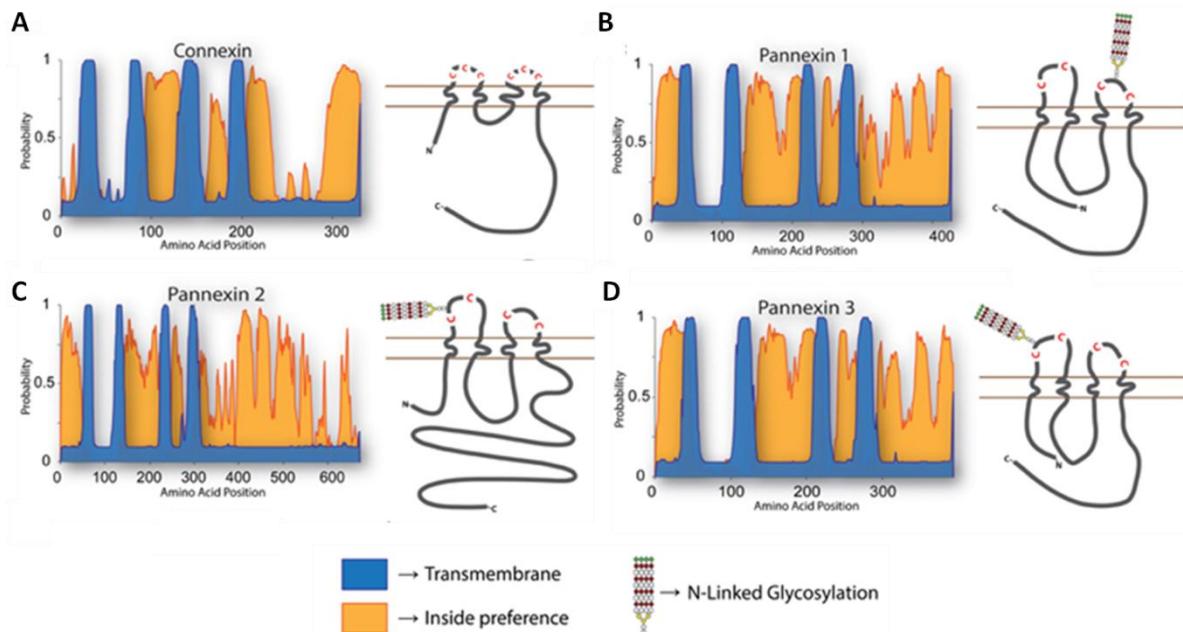 A
Connexin
1
0.5
0
Probability
0
100
200
300
Amino Acid Position
C
C
C
C
C
C
N
C-
B
Pannexin 1
1
0.5
0
Probability
0
100
200
300
400
Amino Acid Position
C
C
C
C
N
C-
C
Pannexin 2
1
0.5
0
Probability
0
100
200
300
400
500
600
Amino Acid Position
C
C
C
C
N
-C
D
Pannexin 3
1
0.5
0
Probability
0
100
200
300
Amino Acid Position
C
C
C
C
N
C-
→ Transmembrane
→ Inside preference
→ N-Linked Glycosylation